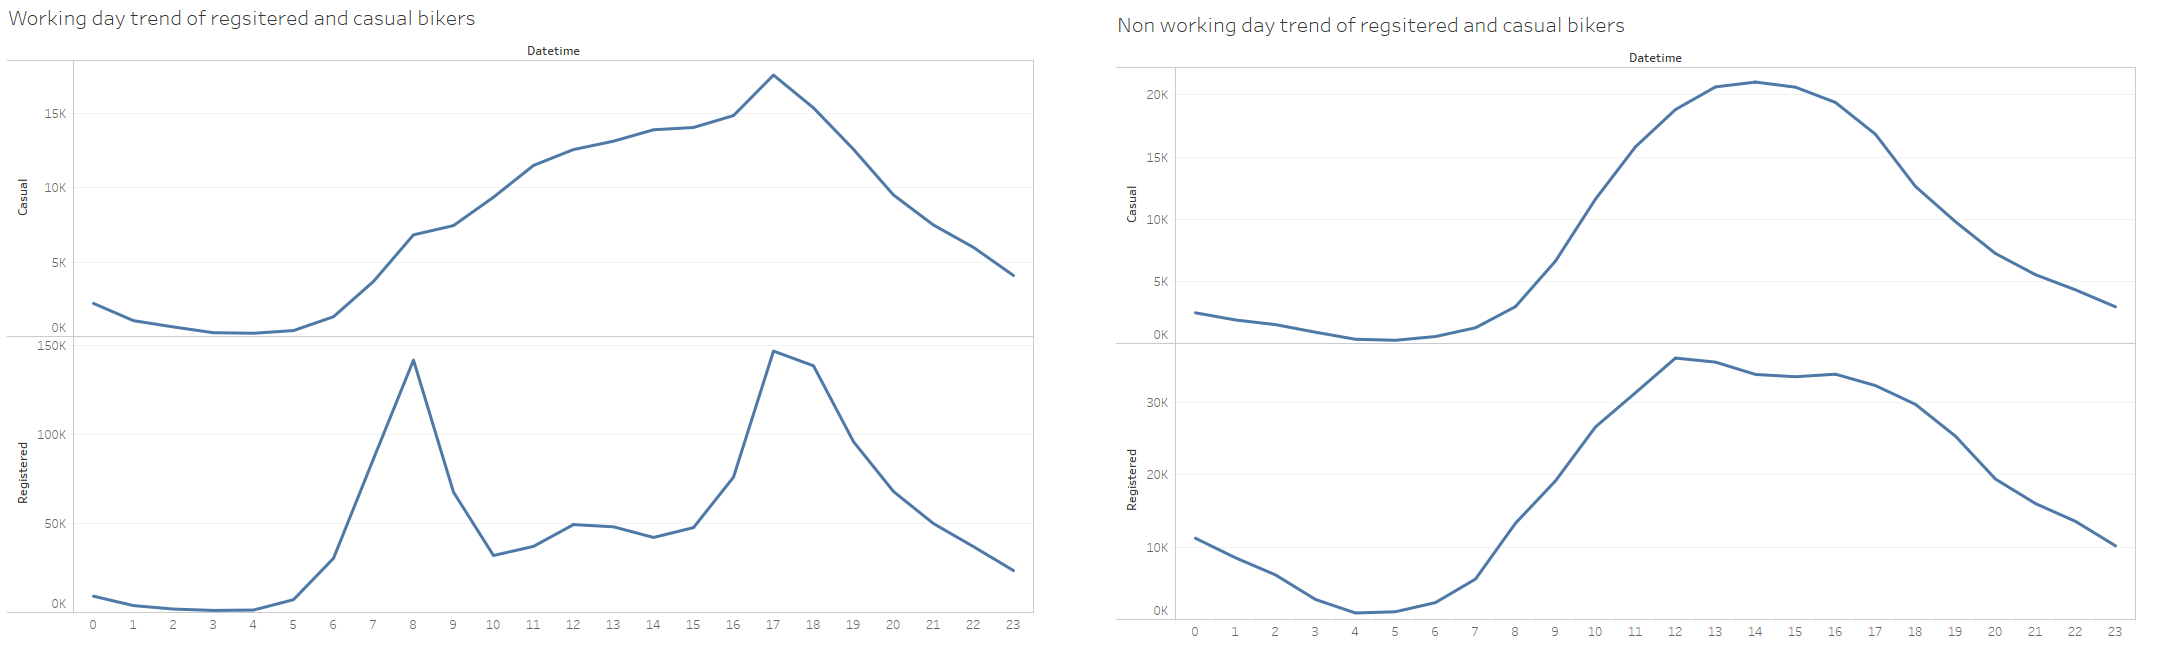 Working day trend of regsitered and casual bikers
Datetime
15K
10K
5K
0K
Casual
150K
100K
50K
0K
Registered
0 1 2 3 4 5 6 7 8 9 10 11 12 13 14 15 16 17 18 19 20 21 22 23
Non working day trend of regsitered and casual bikers
Datetime
20K
15K
10K
5K
0K
Casual
30K
20K
10K
0K
Registered
0 1 2 3 4 5 6 7 8 9 10 11 12 13 14 15 16 17 18 19 20 21 22 23